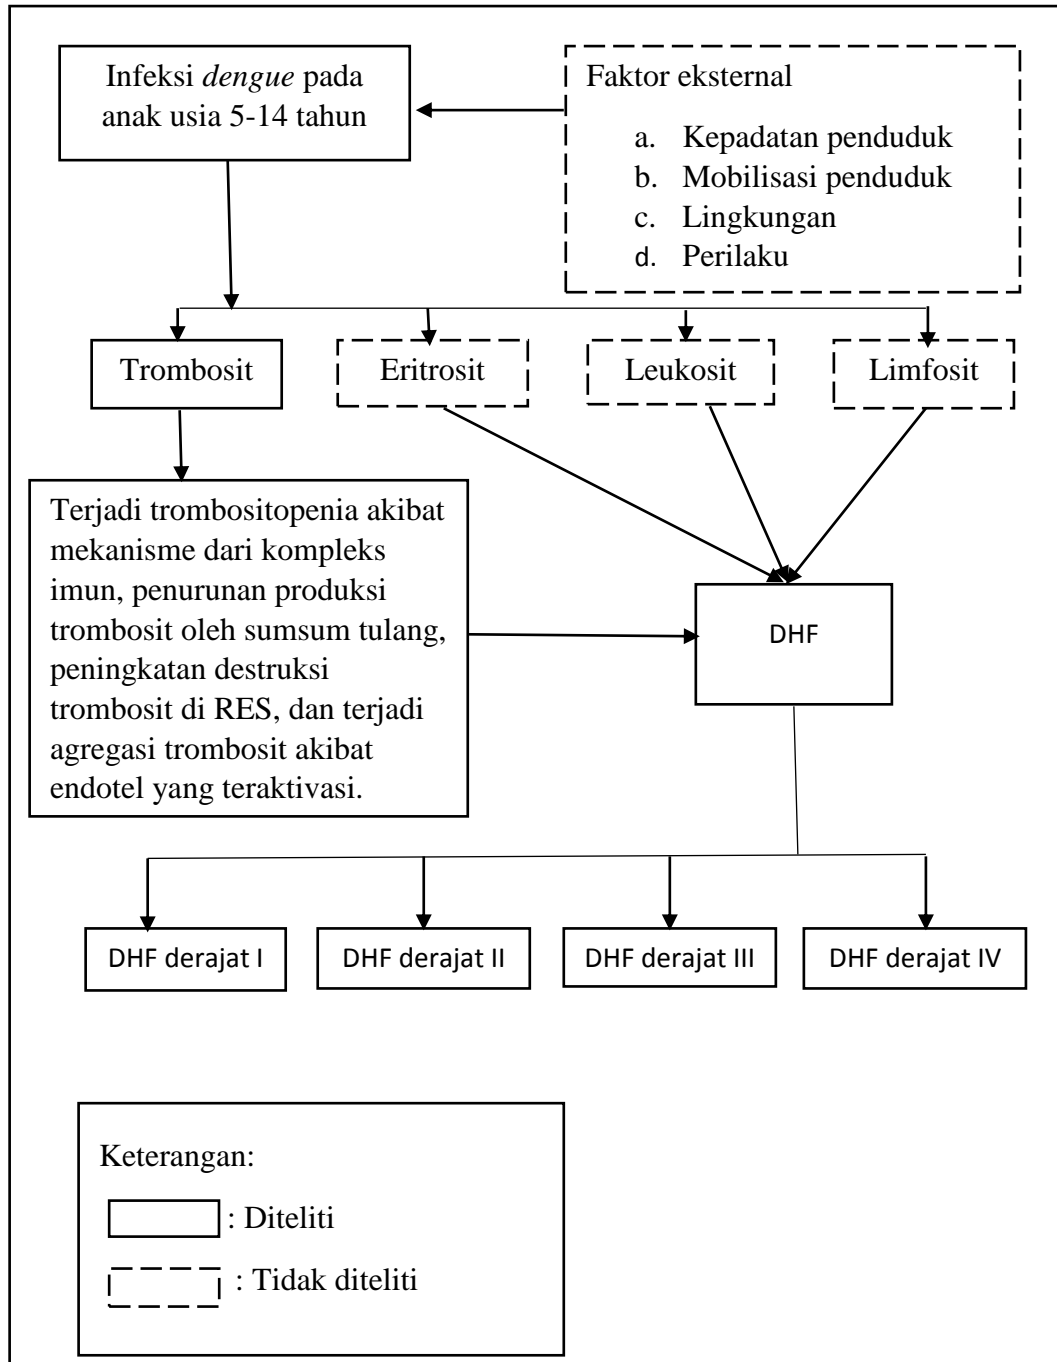 Infeksi dengue pada
anak usia 5-14 tahun
Faktor eksternal
a. Kepadatan penduduk
b. Mobilisasi penduduk
c. Lingkungan
d. Perilaku
Trombosit
Eritrosit
Leukosit
Limfosit
Terjadi trombositopenia akibat
mekanisme dari kompleks
imun, penurunan produksi
trombosit oleh sumsum tulang,
peningkatan destruksi
trombosit di RES, dan terjadi
agregasi trombosit akibat
endotel yang teraktivasi.
DHF
DHF derajat I
DHF derajat II
DHF derajat III
DHF derajat IV
Keterangan:
: Diteliti
: Tidak diteliti